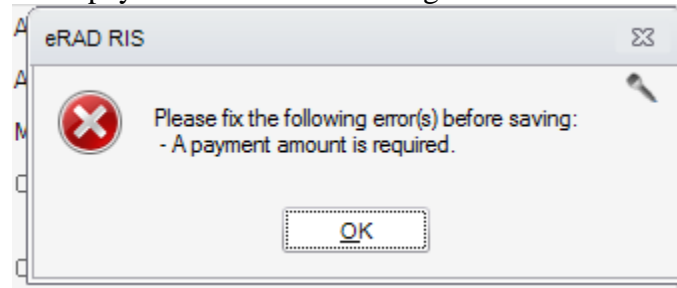 eRAD RIS
Please fix the following error(s) before saving:
- A payment amount is required.
OK